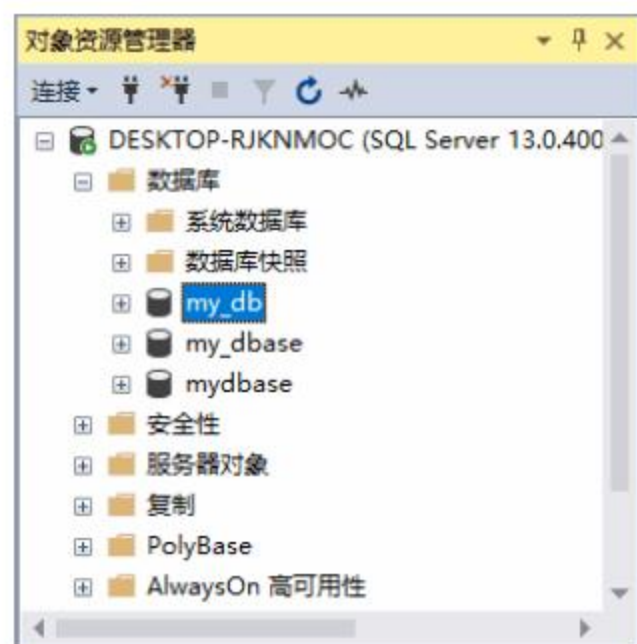 对象资源管理器
连接
DESKTOP-RJKNMOC (SQL Server 13.0.400
数据库
系统数据库
数据库快照
my_db
my_dbase
mydbase
安全性
服务器对象
复制
PolyBase
AlwaysOn 高可用性